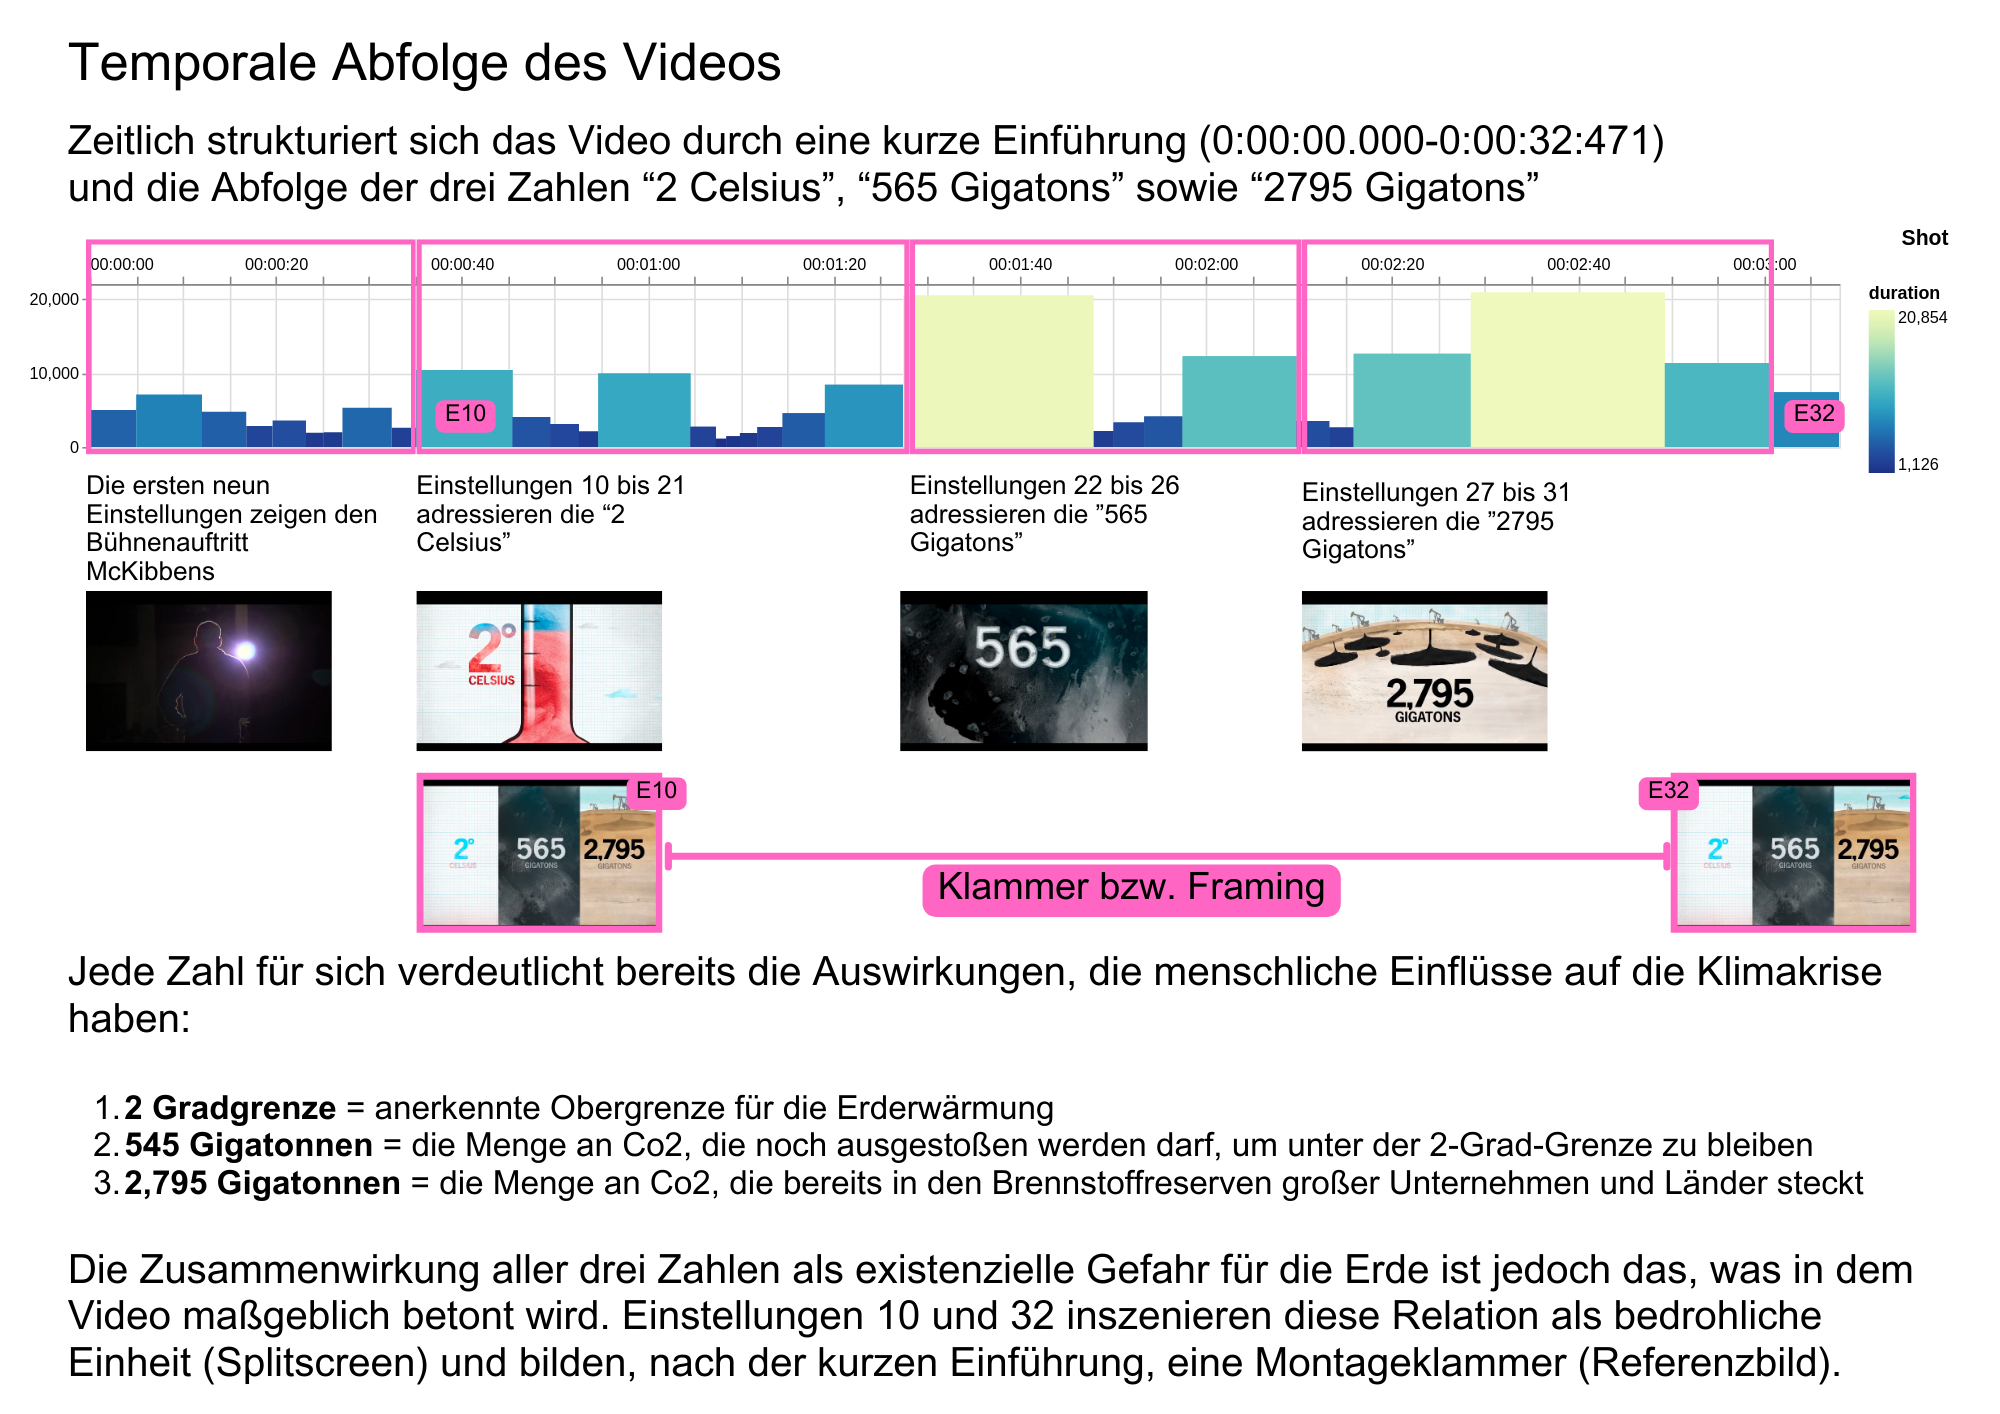 Temporale Abfolge des Videos
Zeitlich strukturiert sich das Video durch eine kurze Einführung (0:00:00.000-0:00:32:471)
und die Abfolge der drei Zahlen “2 Celsius”, “565 Gigatons” sowie “2795 Gigatons”
Shot
00:00:00 00:00:20 00:00:40 00:01:00 00:01:20 00:01:40 00:02:00 00:02:20 00:02:40 00:03:00
duration
20,854
1,126
20,000
10,000
0
E10
E32
Die ersten neun
Einstellungen zeigen den
Bühnenauftritt
McKibbens
Einstellungen 10 bis 21
adressieren die “2
Celsius”
Einstellungen 22 bis 26
adressieren die ”565
Gigatons”
Einstellungen 27 bis 31
adressieren die ”2795
Gigatons”
2°
CELSIUS
565
2,795
GIGATONS
E10
2° 565 2,795
CELSIUS GIGATONS GIGATONS
Klammer bzw. Framing
E32
2° 565 2,795
CELSIUS GIGATONS GIGATONS
Jede Zahl für sich verdeutlicht bereits die Auswirkungen, die menschliche Einflüsse auf die Klimakrise
haben:
1. 2 Gradgrenze = anerkennte Obergrenze für die Erderwärmung
2. 545 Gigatonnen = die Menge an Co2, die noch ausgestoßen werden darf, um unter der 2-Grad-Grenze zu bleiben
3. 2,795 Gigatonnen = die Menge an Co2, die bereits in den Brennstoffreserven großer Unternehmen und Länder steckt
Die Zusammenwirkung aller drei Zahlen als existenzielle Gefahr für die Erde ist jedoch das, was in dem
Video maßgeblich betont wird. Einstellungen 10 und 32 inszenieren diese Relation als bedrohliche
Einheit (Splitscreen) und bilden, nach der kurzen Einführung, eine Montageklammer (Referenzbild).